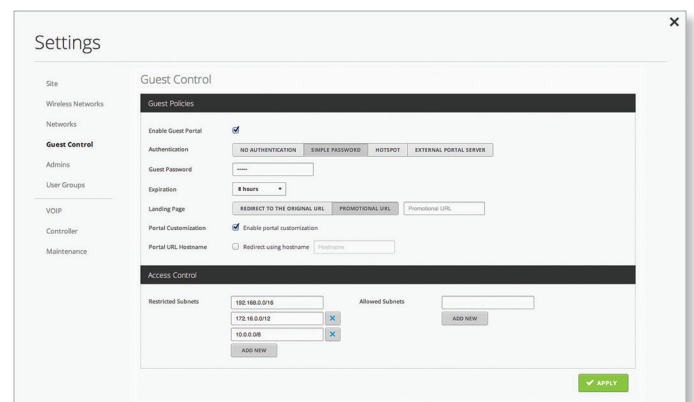 Settings
Site
Wireless Networks
Networks
Guest Control
Admins
User Groups
VOIP
Controller
Maintenance
Guest Control
Guest Policies
Enable Guest Portal
Authentication NO AUTHENTICATION SIMPLE PASSWORD HOTSPOT EXTERNAL PORTAL SERVER
Guest Password •••••
Expiration 8 hours
Landing Page REDIRECT TO THE ORIGINAL URL PROMOTIONAL URL Promotional URL
Portal Customization Enable portal customization
Portal URL Hostname Redirect using hostname Hostname
Access Control
Restricted Subnets 192.168.0.0/16 Allowed Subnets
172.16.0.0/12 ADD NEW
10.0.0.0/8
ADD NEW
APPLY